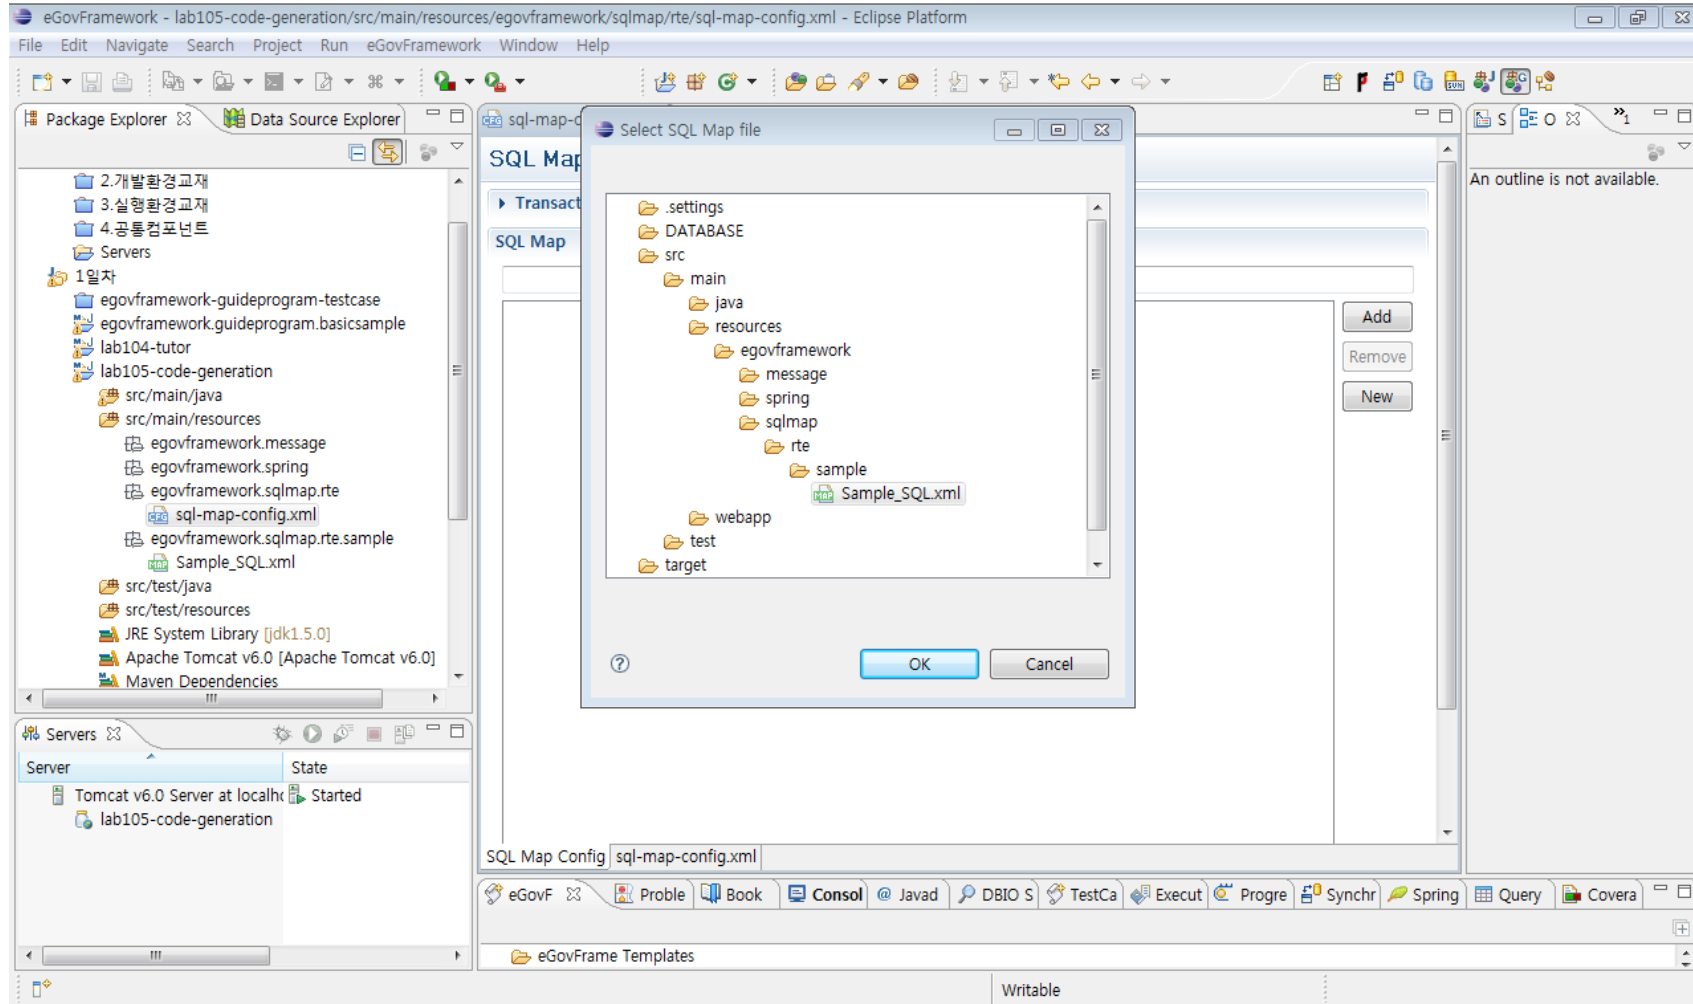 eGovFramework - lab105-code-generation/src/main/resources/egovframework/sqlmap/rte/sql-map-config.xml - Eclipse Platform
File Edit Navigate Search Project Run eGovFramework Window Help
Package Explorer
Data Source Explorer
2.개발환경교재
3.실행환경교재
4.공통컴포넌트
Servers
1일차
egovframework-guideprogram-testcase
egovframework.guideprogram.basicsample
lab104-tutor
lab105-code-generation
src/main/java
src/main/resources
egovframework.message
egovframework.spring
egovframework.sqlmap.rte
sql-map-config.xml
egovframework.sqlmap.rte.sample
Sample_SQL.xml
src/test/java
src/test/resources
JRE System Library [jdk1.5.0]
Apache Tomcat v6.0 [Apache Tomcat v6.0]
Maven Dependencies
Servers
Server State
Tomcat v6.0 Server at localho Started
lab105-code-generation
sql-map-c
SQL Map
Transact
SQL Map
Add
Remove
New
Select SQL Map file
.settings
DATABASE
src
main
java
resources
egovframework
message
spring
sqlmap
rte
sample
Sample_SQL.xml
webapp
test
target
OK
Cancel
SQL Map Config
sql-map-config.xml
S
O
An outline is not available.
eGovF
Proble
Book
Consol
Javad
DBIO S
TestCa
Execut
Progre
Synchr
Spring
Query
Covera
eGovFrame Templates
Writable